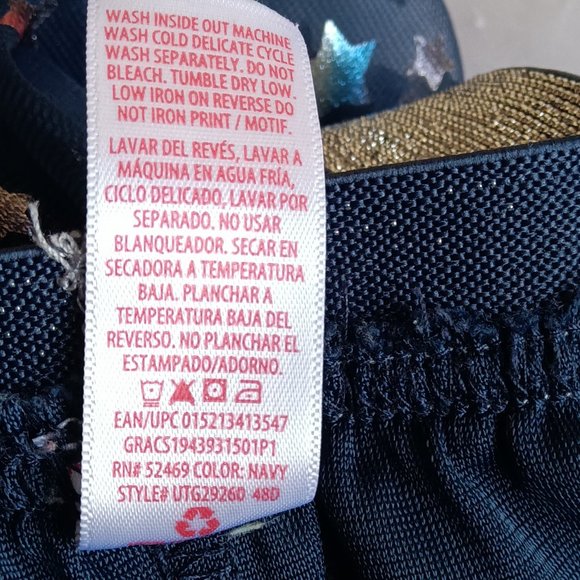 WASH INSIDE OUT MACHINE
WASH COLD DELICATE CYCLE
WASH SEPARATELY. DO NOT
BLEACH. TUMBLE DRY LOW.
LOW IRON ON REVERSE DO
NOT IRON PRINT / MOTIF.
LAVAR DEL REVÉS, LAVAR A
MÁQUINA EN AGUA FRÍA,
CICLO DELICADO, LAVAR POR
SEPARADO. NO USAR
BLANQUEADOR. SECAR EN
SECADORA A TEMPERATURA
BAJA. PLANCHAR A
TEMPERATURA BAJA DEL
REVERSO. NO PLANCHAR EL
ESTAMPADO/ADORNO.
EAN/UPC 015213413547
GRACS1943931501P1
RN# 52469 COLOR: NAVY
STYLE# UTG29260 48D